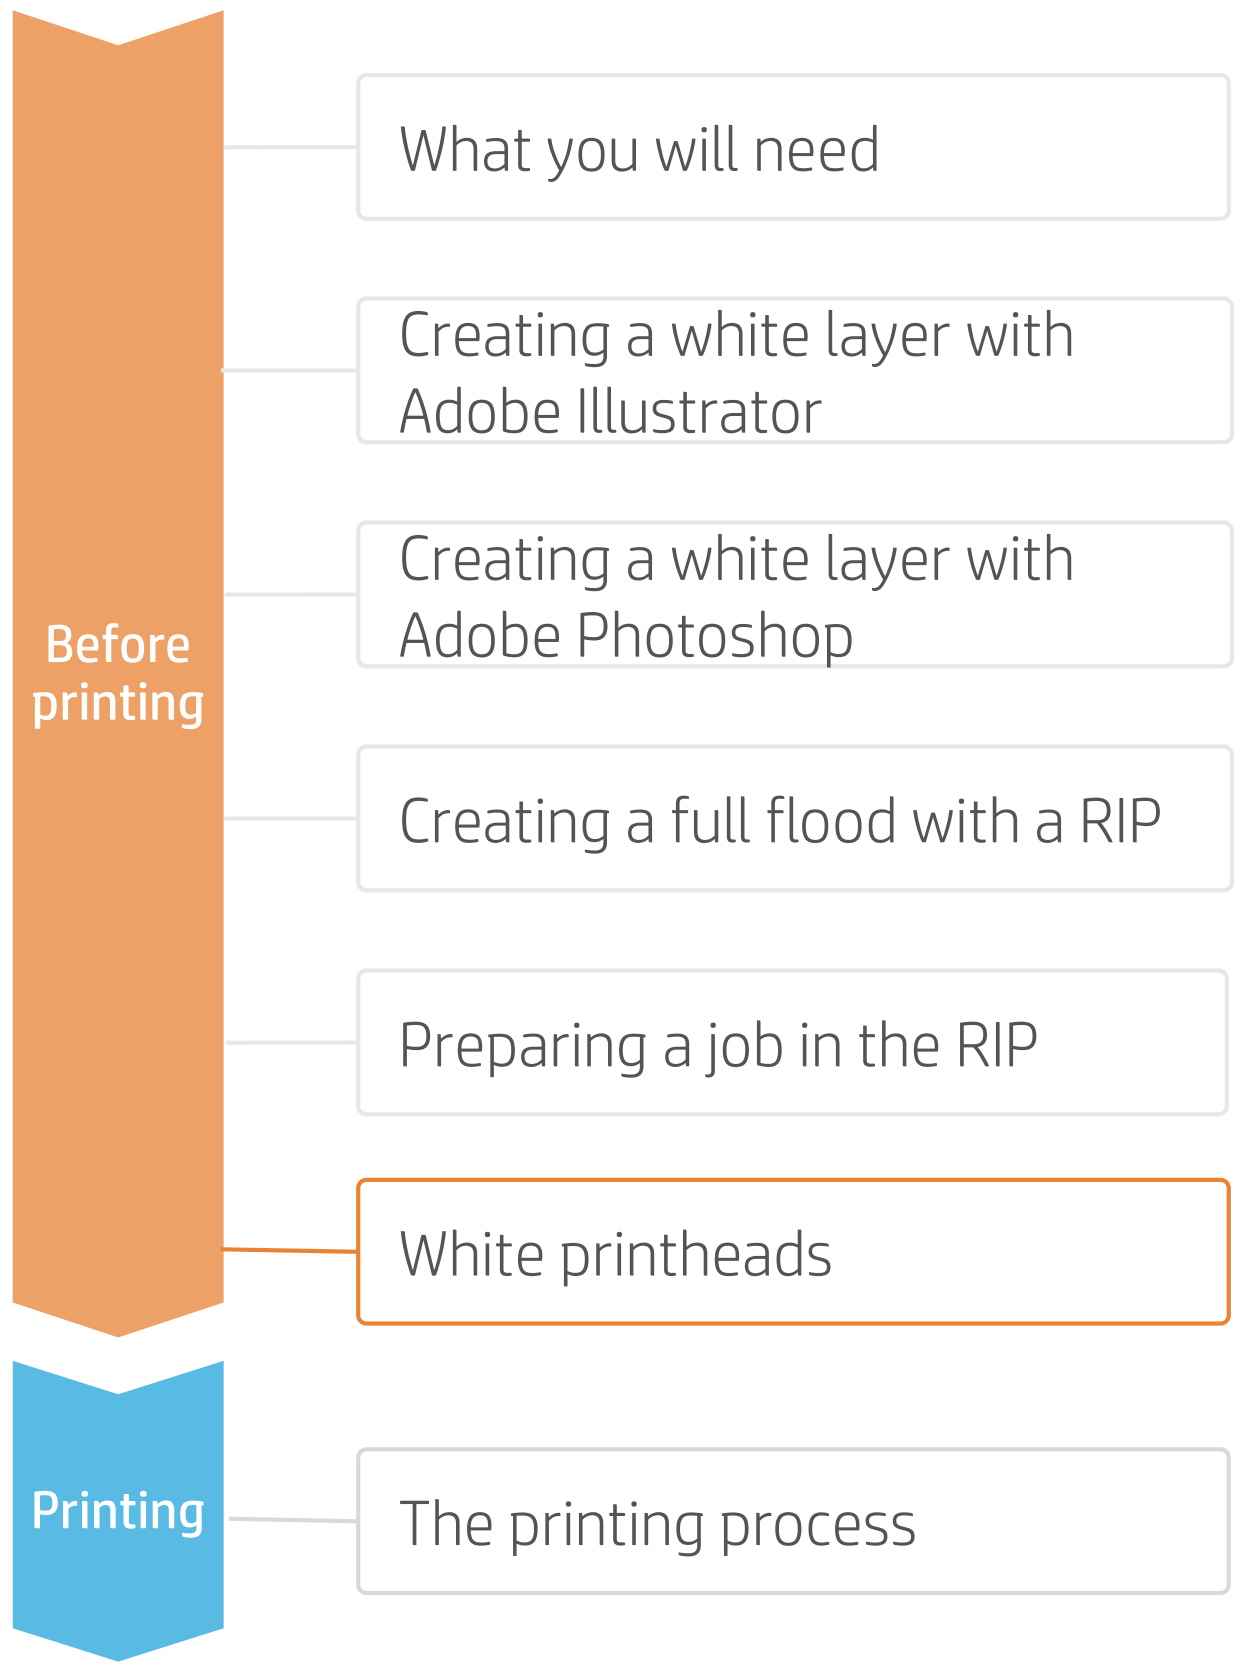 What you will need
Creating a white layer with
Adobe Illustrator
Creating a white layer with
Adobe Photoshop
Before
printing
Creating a full flood with a RIP
Preparing a job in the RIP
White printheads
Printing
The printing process